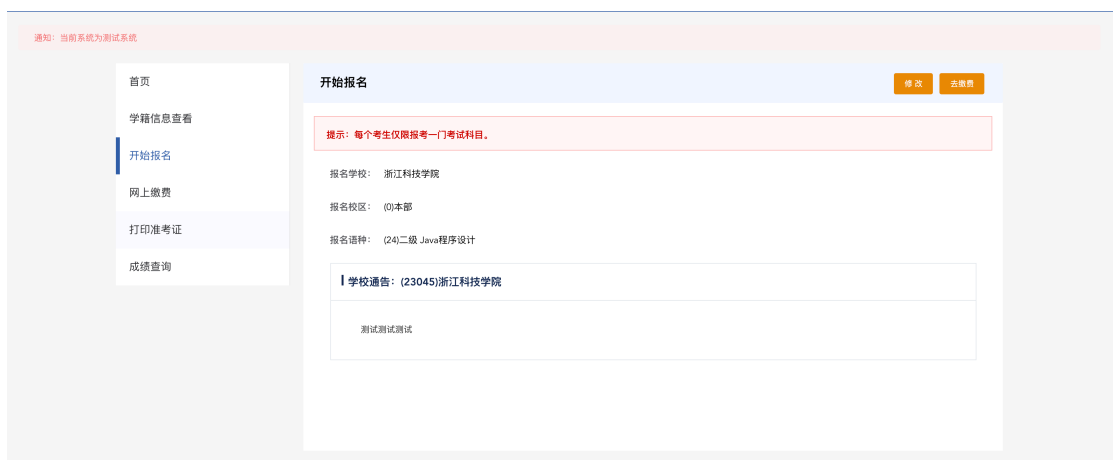 通知：当前系统为测试系统
首页
学籍信息查看
开始报名
网上缴费
打印准考证
成绩查询
开始报名
修 改
去缴费
提示：每个考生仅限报考一门考试科目。
报名学校： 浙江科技学院
报名校区： (0)本部
报名语种： (24)二级 Java程序设计
学校通告：(23045)浙江科技学院
测试测试测试